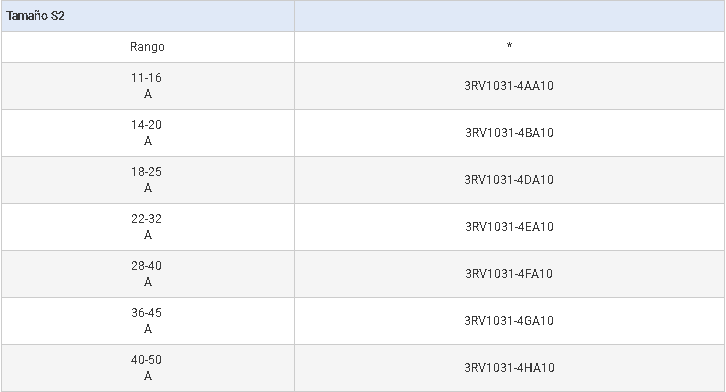 Tamaño S2
Rango
*
11-16
A
3RV1031-4AA10
14-20
A
3RV1031-4BA10
18-25
A
3RV1031-4DA10
22-32
A
3RV1031-4EA10
28-40
A
3RV1031-4FA10
36-45
A
3RV1031-4GA10
40-50
A
3RV1031-4HA10